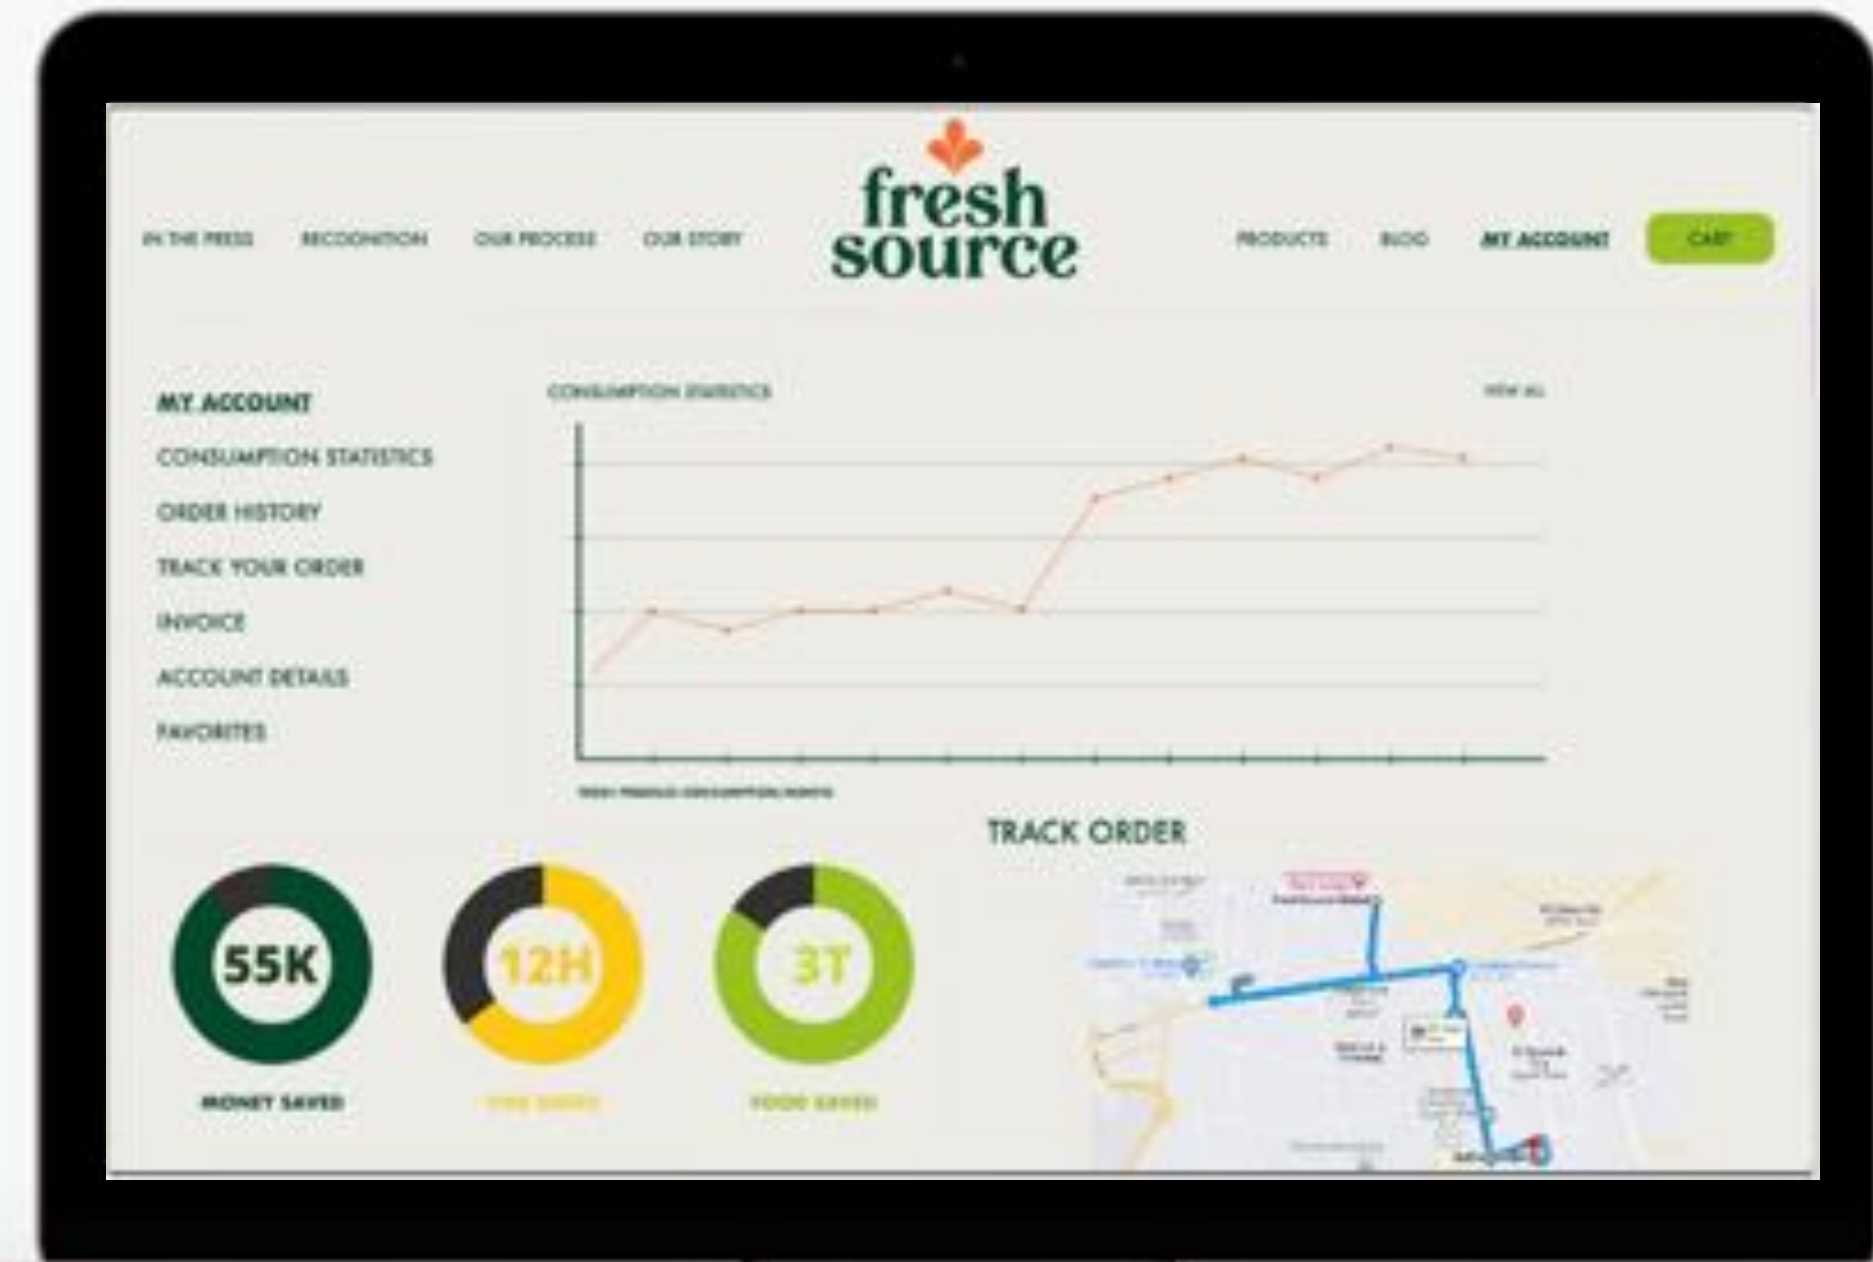 fresh
source
IN THE PRESS
RECOGNITION
OUR PROCESS
OUR STORY
PRODUCTS
BLOG
MY ACCOUNT
CART
MY ACCOUNT
CONSUMPTION STATISTICS
ORDER HISTORY
TRACK YOUR ORDER
INVOICE
ACCOUNT DETAILS
FAVORITES
CONSUMPTION STATISTICS
VIEW ALL
TRACK ORDER
55K
MONEY SAVED
12H
3T
FOOD SAVED